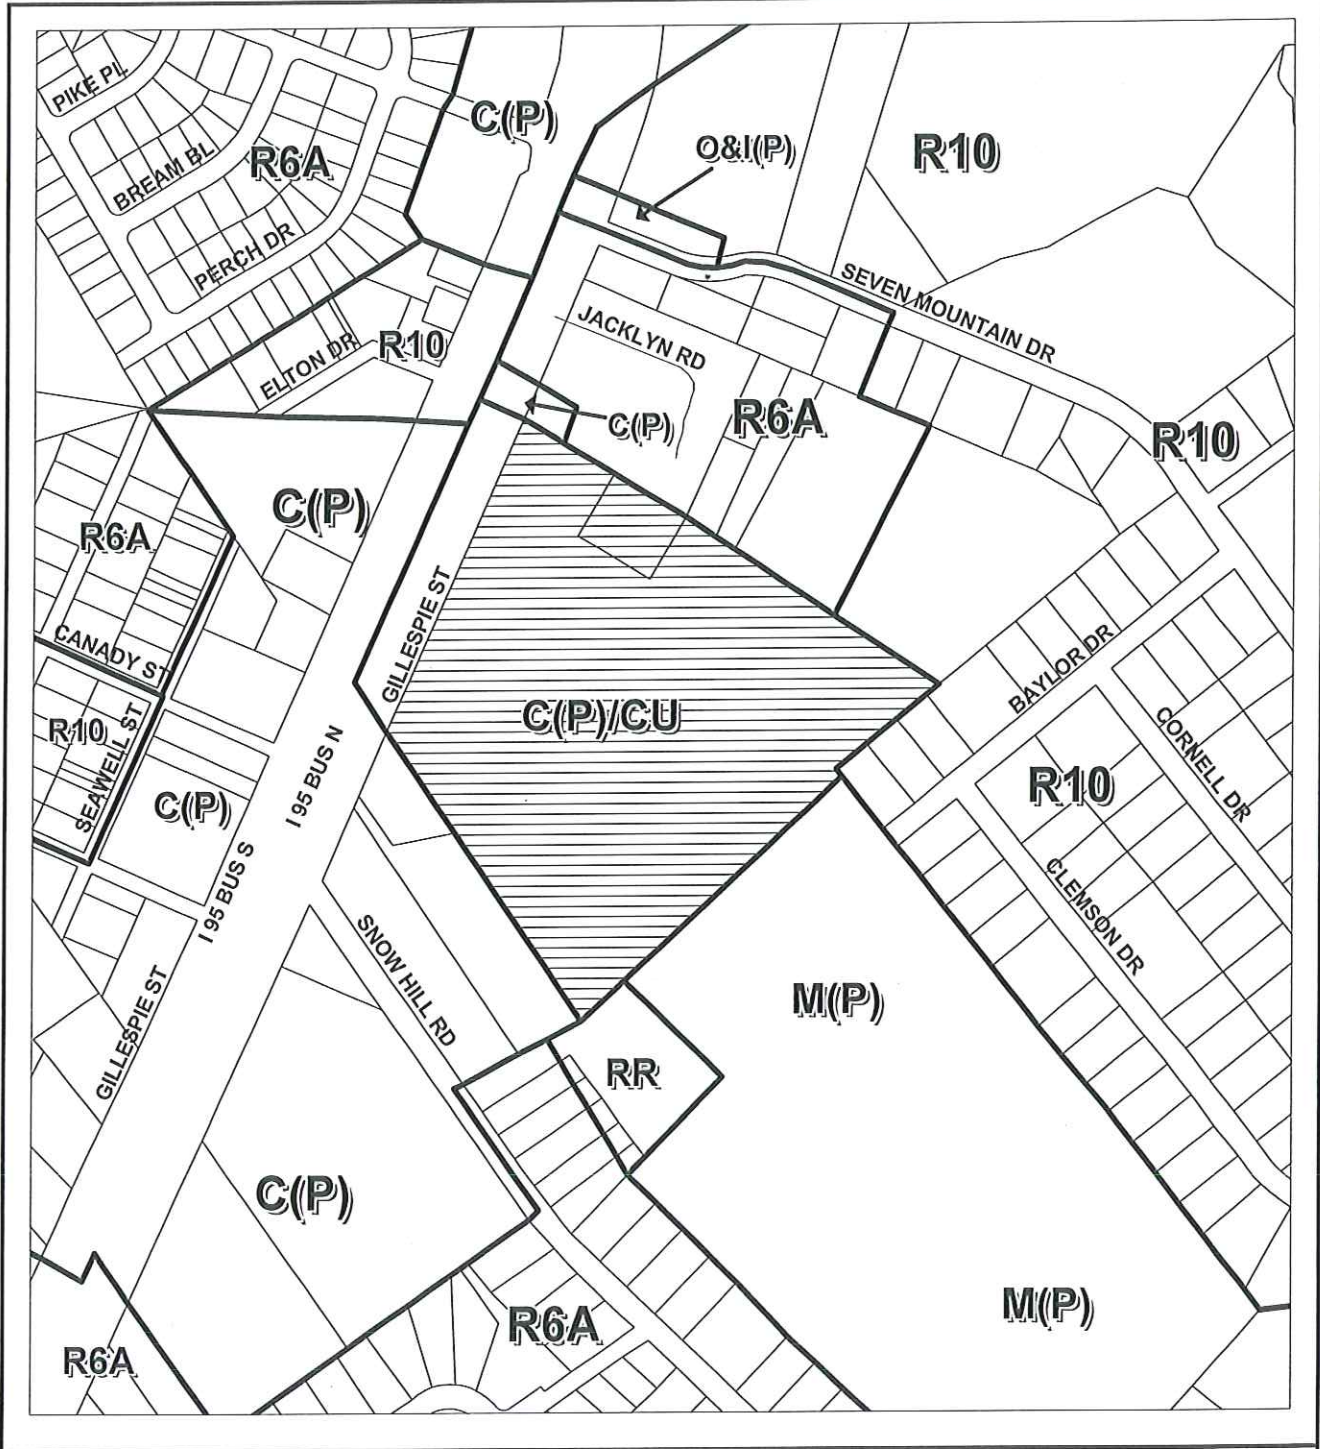 PIKE PL
C(P)
O&I(P)
R10
BREAM BL
R6A
PERCH DR
SEVEN MOUNTAIN DR
JACKLYN RD
ELTON DR
R10
C(P)
R6A
R10
C(P)
R6A
GILLESPIE ST
CANADY ST
BAYLOR DR
R10
SEAWELL ST
C(P)/CU
CORNELL DR
I 95 BUS N
R10
C(P)
I 95 BUS S
CLEMSON DR
SNOW HILL RD
M(P)
GILLESPIE ST
RR
C(P)
M(P)
R6A
R6A